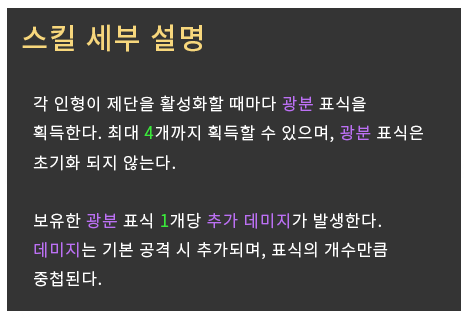 스킬 세부 설명
각 인형이 제단을 활성화할 때마다 광분 표식을
획득한다. 최대 4개까지 획득할 수 있으며, 광분 표식은
초기화 되지 않는다.
보유한 광분 표식 1개당 추가 데미지가 발생한다.
데미지는 기본 공격 시 추가되며, 표식의 개수만큼
중첩된다.